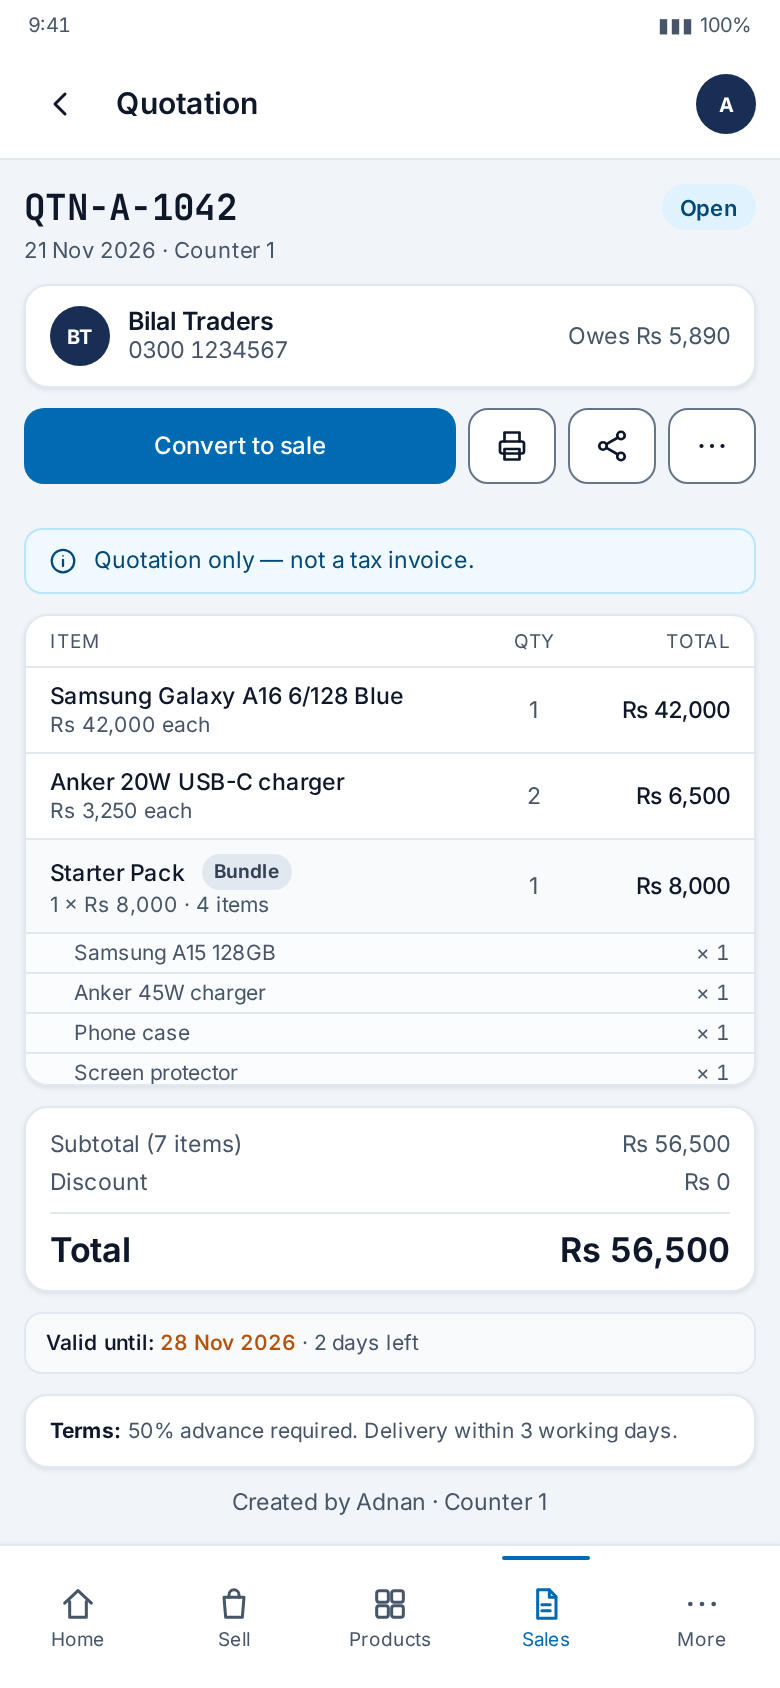 9:41 100%
Quotation A
QTN-A-1042 Open
21 Nov 2026 · Counter 1
BT Bilal Traders
0300 1234567 Owes Rs 5,890
Convert to sale
Quotation only — not a tax invoice.
ITEM QTY TOTAL
Samsung Galaxy A16 6/128 Blue 1 Rs 42,000
Rs 42,000 each
Anker 20W USB-C charger 2 Rs 6,500
Rs 3,250 each
Starter Pack Bundle 1 Rs 8,000
1 × Rs 8,000 · 4 items
Samsung A15 128GB × 1
Anker 45W charger × 1
Phone case × 1
Screen protector × 1
Subtotal (7 items) Rs 56,500
Discount Rs 0
Total Rs 56,500
Valid until: 28 Nov 2026 · 2 days left
Terms: 50% advance required. Delivery within 3 working days.
Created by Adnan · Counter 1
Home Sell Products Sales More